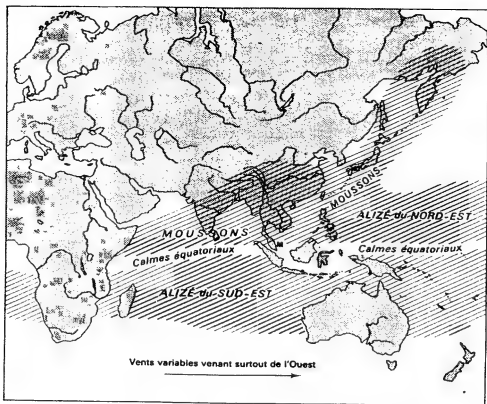 MOUSSONS
ALIZÉ du NORD-EST
MOUSSONS
Calmes équatoriaux
Calmes équatoriaux
ALIZÉ du SUD-EST
Vents variables venant surtout de l'Ouest